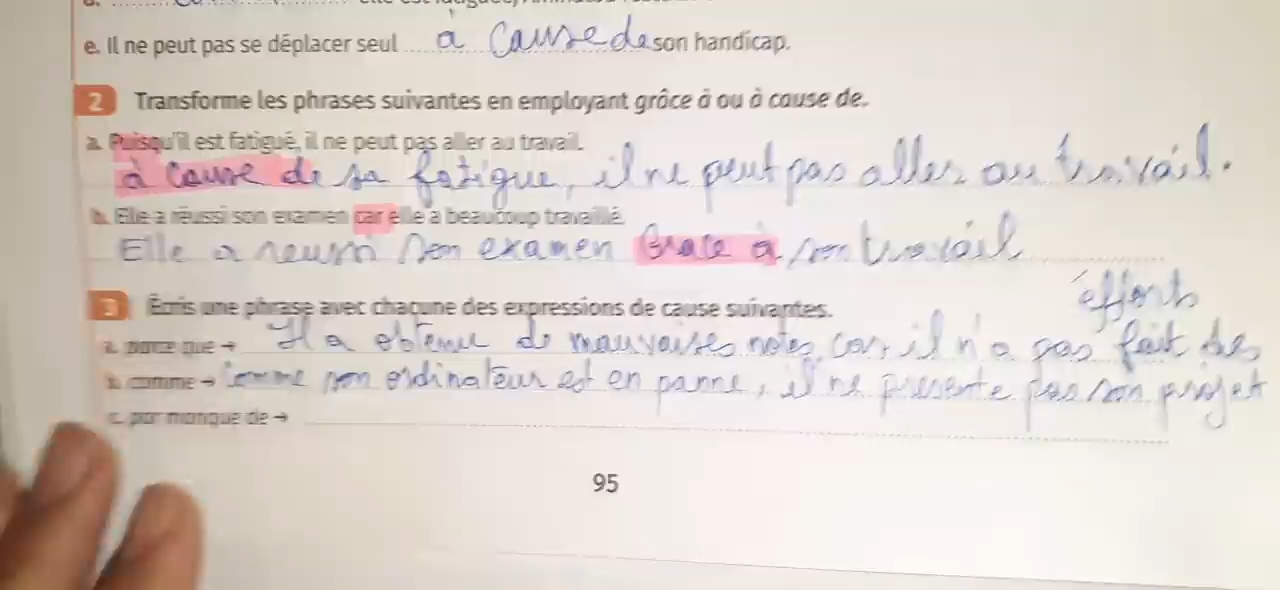 e. Il ne peut pas se déplacer seul à cause de son handicap.
2 Transforme les phrases suivantes en employant grâce à ou à cause de.
a. Puisqu'il est fatigué, il ne peut pas aller au travail.
à cause de sa fatigue, il ne peut pas aller au travail.
b. Elle a réussi son examen car elle a beaucoup travaillé.
Elle a reussi son examen Grace à son travail
3 Écris une phrase avec chacune des expressions de cause suivantes.
efforts
a. parce que → Il a obtenu de mauvaises notes, car il n'a pas fait des
b. comme → Comme son ordinateur est en panne, il ne presente pas son projet
c. par manque de →
95